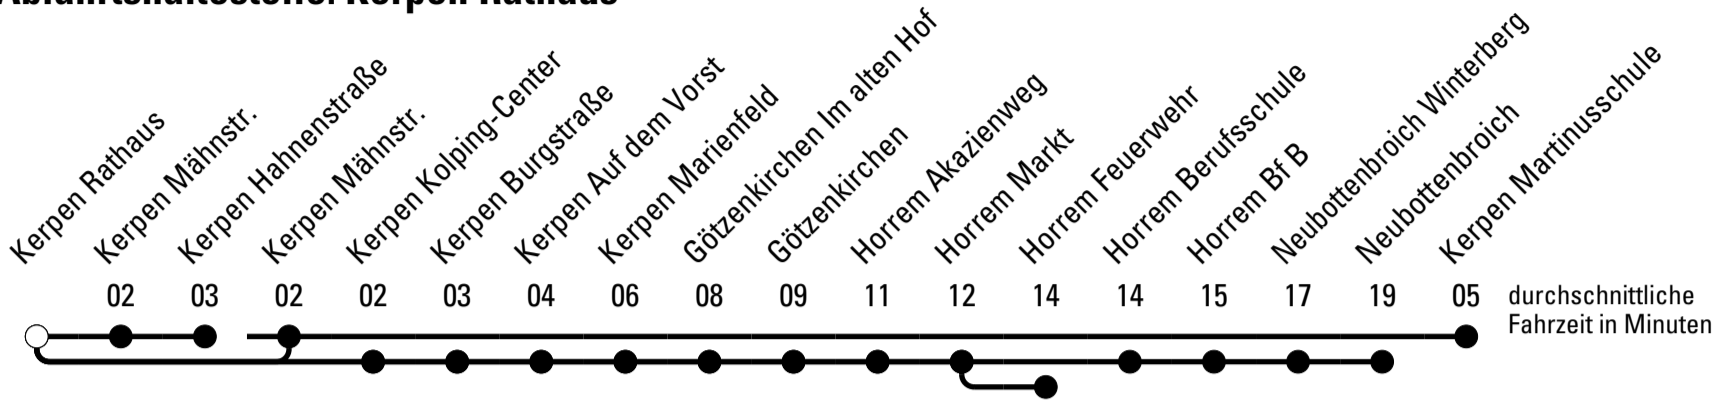 Abfahrtshaltestelle: Kerpen Rathaus
Kerpen Rathaus
Kerpen Mähnstr.
Kerpen Hahnenstraße
Kerpen Mähnstr.
Kerpen Kolping-Center
Kerpen Burgstraße
Kerpen Auf dem Vorst
Kerpen Marienfeld
Götzenkirchen Im alten Hof
Götzenkirchen
Horrem Akazienweg
Horrem Markt
Horrem Feuerwehr
Horrem Berufsschule
Horrem Bf B
Neubottenbroich Winterberg
Neubottenbroich
Kerpen Martinusschule
02 03 02 02 03 04 06 08 09 11 12 14 14 15 17 19 05 durchschnittliche
Fahrzeit in Minuten